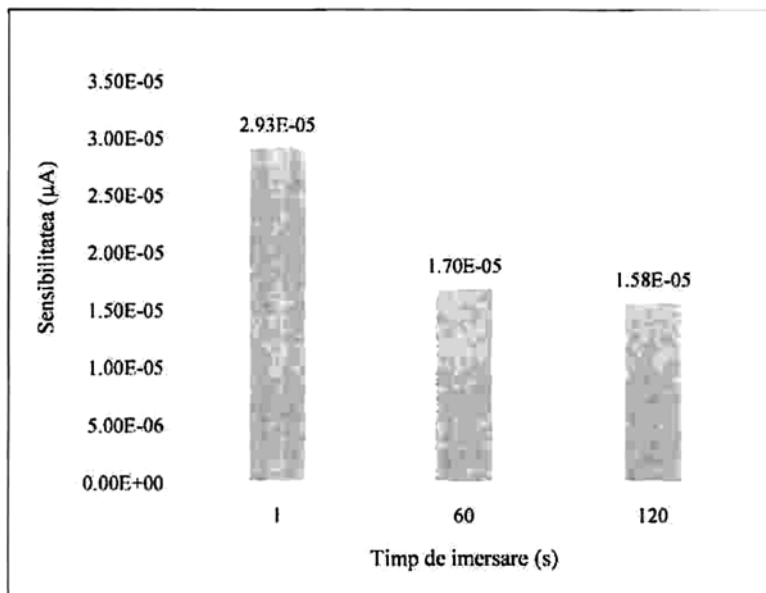 3.50E-05
3.00E-05
2.50E-05
2.00E-05
1.50E-05
1.00E-05
5.00E-06
0.00E+00
Sensibilitatea (µA)
2.93E-05
1.70E-05
1.58E-05
1
60
120
Timp de imersare (s)